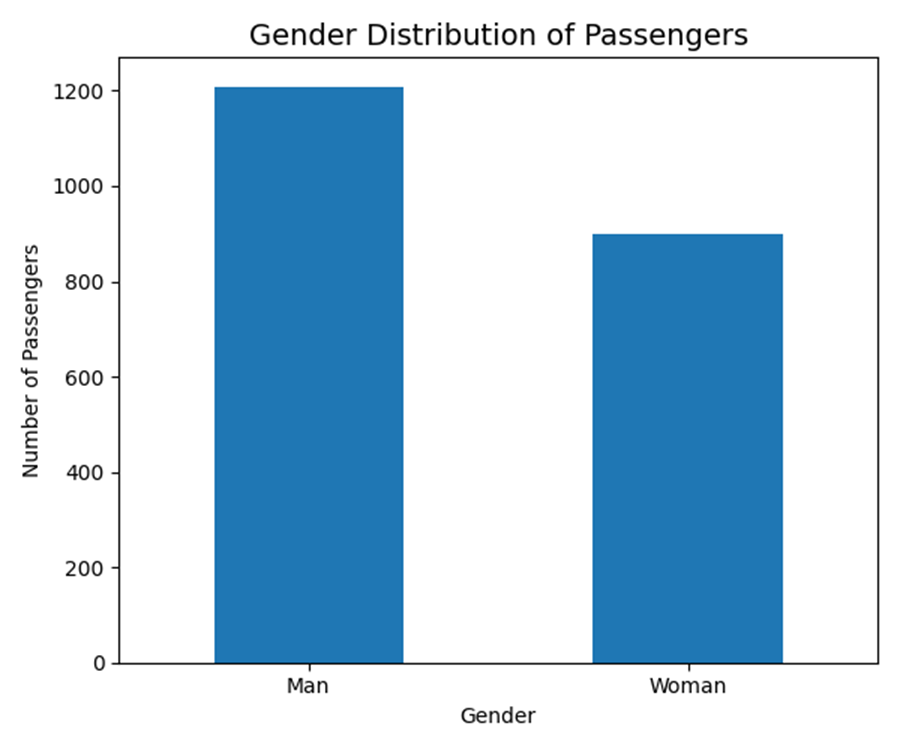 Gender Distribution of Passengers
1200
1000
800
600
400
200
0
Number of Passengers
Man
Woman
Gender